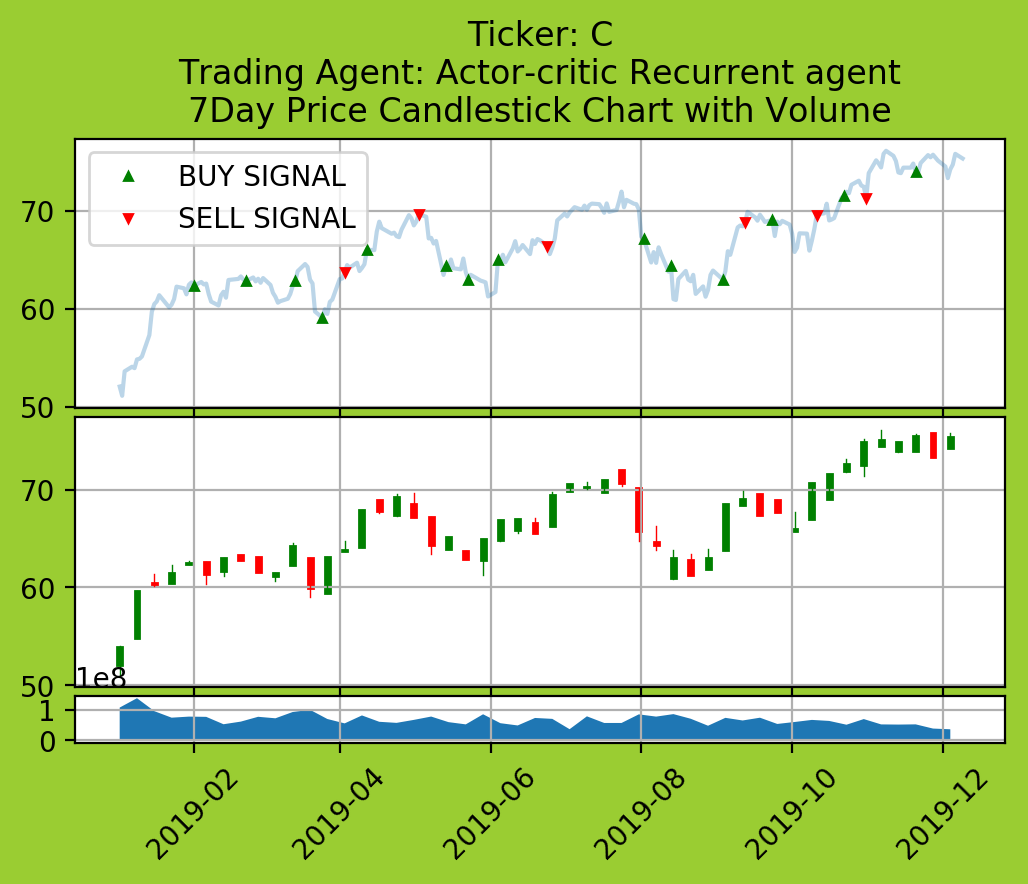 Ticker: C
Trading Agent: Actor-critic Recurrent agent
7Day Price Candlestick Chart with Volume
BUY SIGNAL
SELL SIGNAL
70
60
50
70
60
50
1e8
1
0
2019-02
2019-04
2019-06
2019-08
2019-10
2019-12